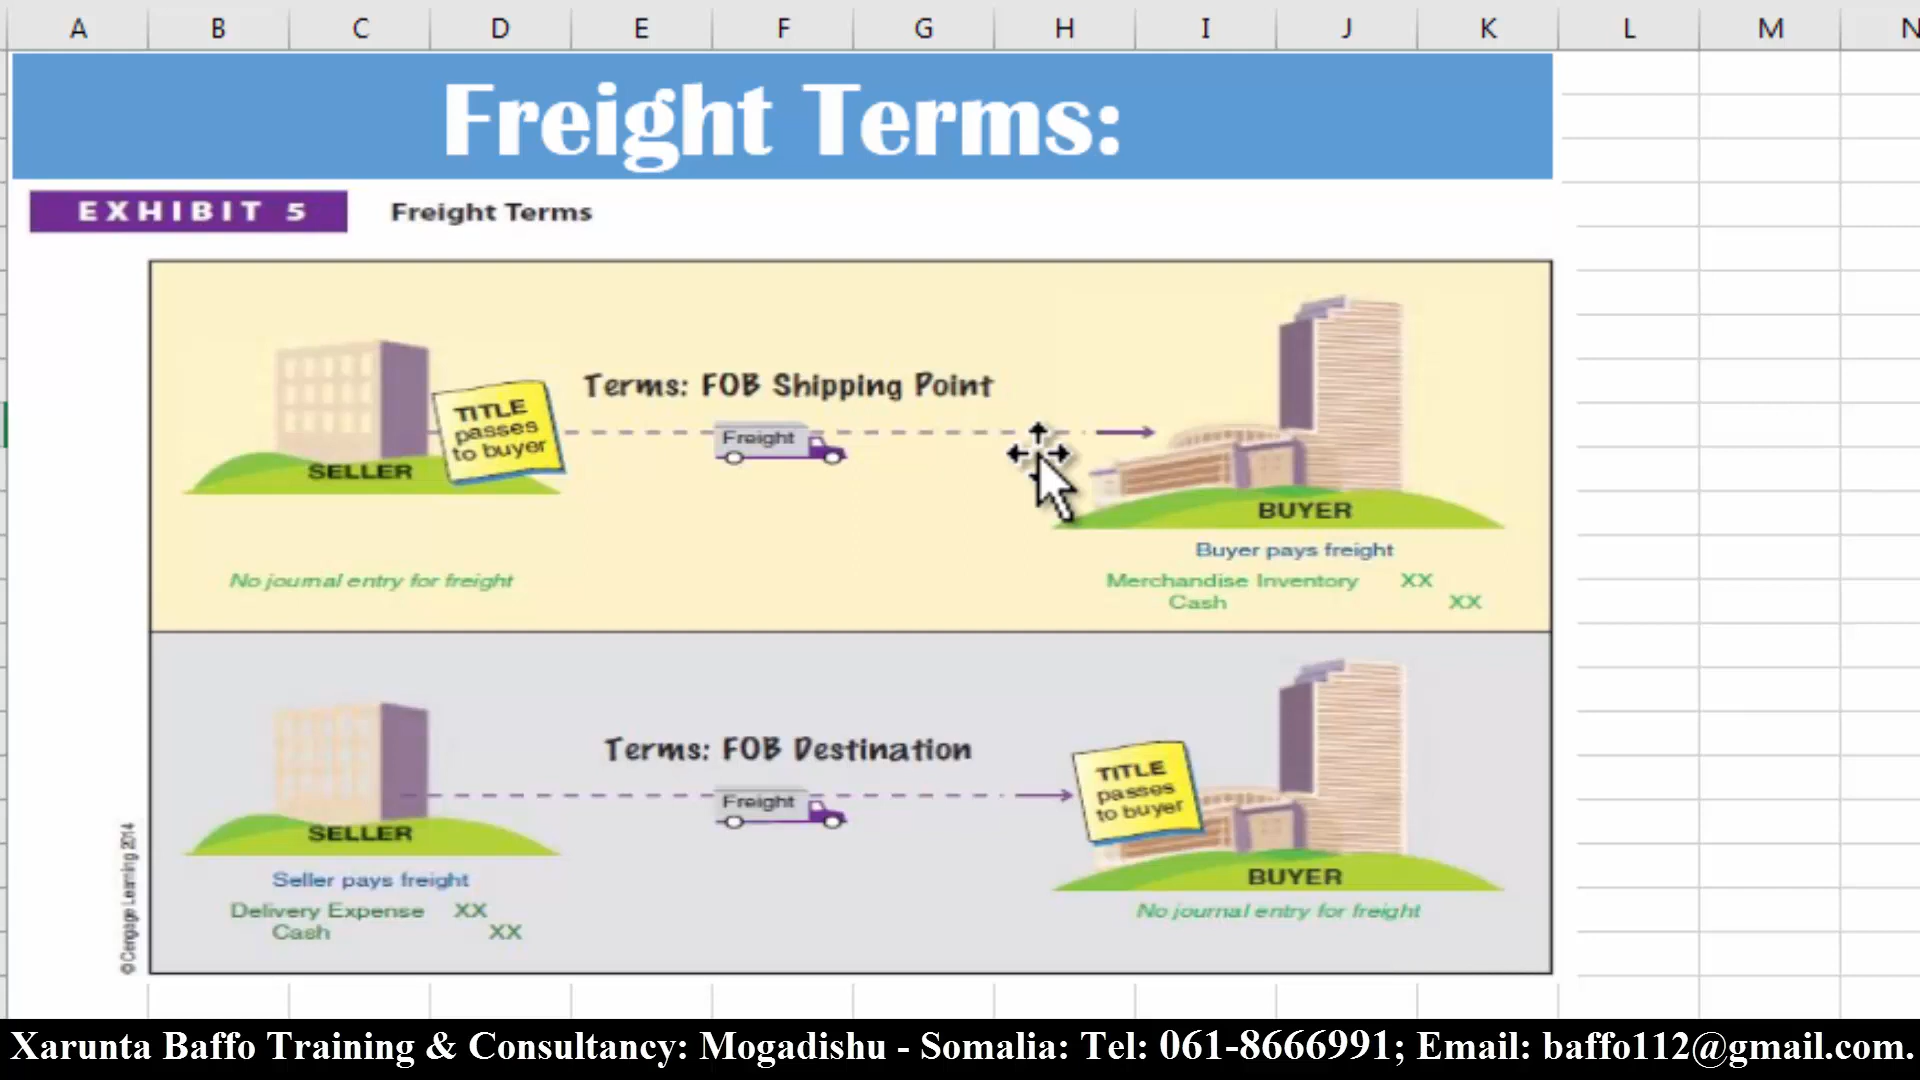 A B C D E F G H I J K L M N
Freight Terms:
EXHIBIT 5 Freight Terms
Terms: FOB Shipping Point
TITLE
passes
to buyer
Freight
SELLER
BUYER
Buyer pays freight
No journal entry for freight
Merchandise Inventory XX
Cash XX
Terms: FOB Destination
TITLE
passes
to buyer
Freight
SELLER
BUYER
Seller pays freight
Delivery Expense XX
Cash XX
No journal entry for freight
© Cengage Learning 2014
Xarunta Baffo Training & Consultancy: Mogadishu - Somalia: Tel: 061-8666991; Email: baffo112@gmail.com.